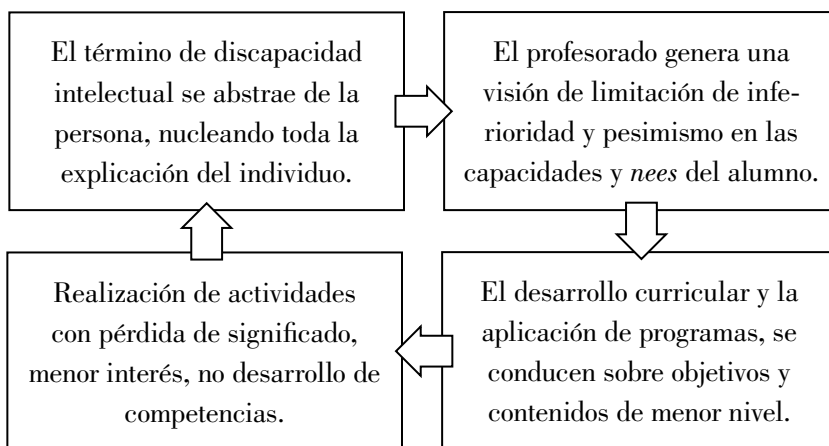 El término de discapacidad
intelectual se abstrae de la
persona, nucleando toda la
explicación del individuo.
El profesorado genera una
visión de limitación de infe-
rioridad y pesimismo en las
capacidades y nees del alumno.
El desarrollo curricular y la
aplicación de programas, se
conducen sobre objetivos y
contenidos de menor nivel.
Realización de actividades
con pérdida de significado,
menor interés, no desarrollo de
competencias.